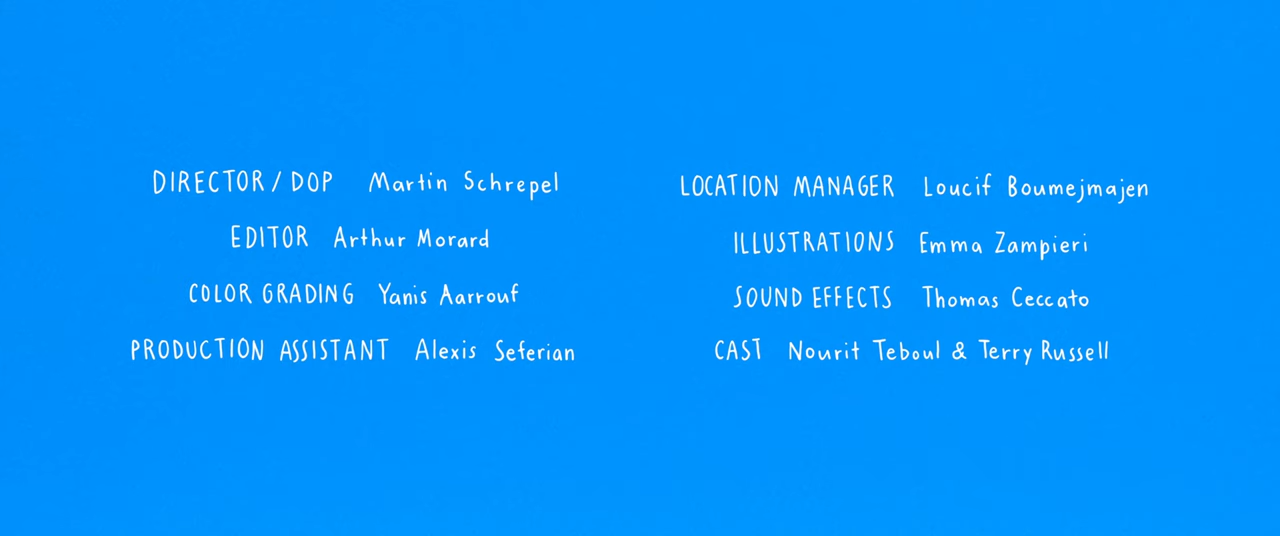 DIRECTOR / DOP Martin Schrepel
EDITOR Arthur Morard
COLOR GRADING Yanis Aarrouf
PRODUCTION ASSISTANT Alexis Seferian
LOCATION MANAGER Loucif Boumejmajen
ILLUSTRATIONS Emma Zampieri
SOUND EFFECTS Thomas Ceccato
CAST Nourit Teboul & Terry Russell